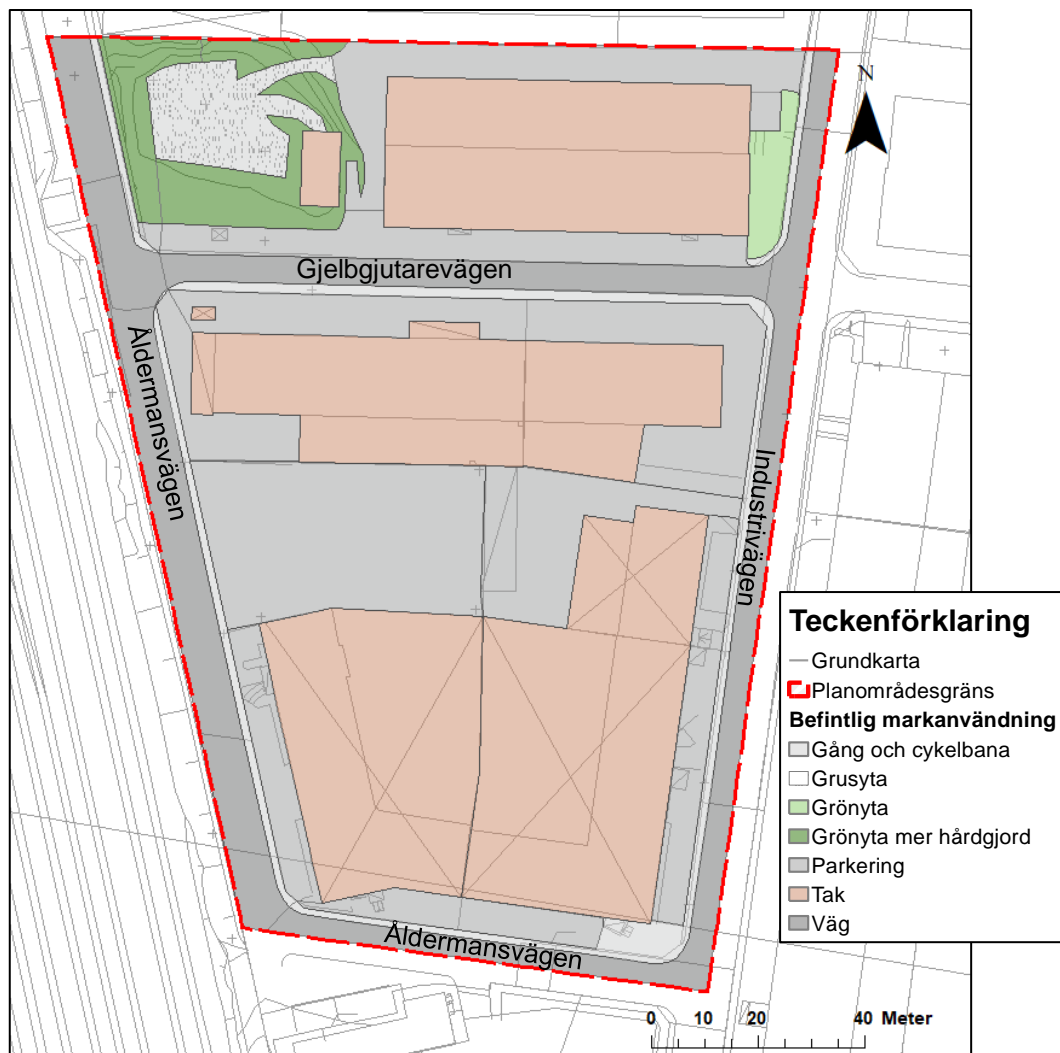 N
Gjelbgjutarevägen
Åldermansvägen
Industrivägen
Åldermansvägen
Teckenförklaring
Grundkarta
Planområdesgräns
Befintlig markanvändning
Gång och cykelbana
Grusyta
Grönyta
Grönyta mer hårdgjord
Parkering
Tak
Väg
0 10 20 40 Meter